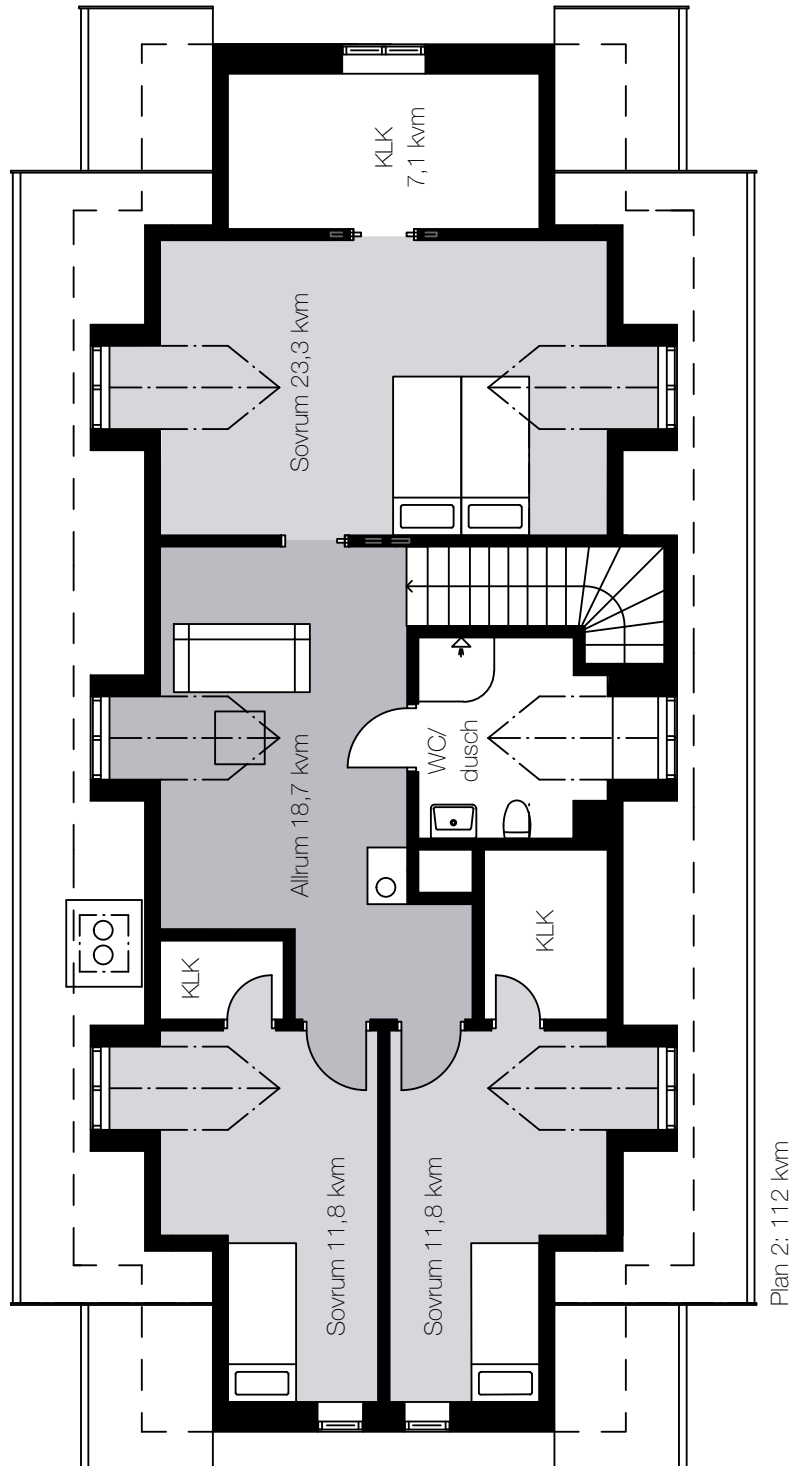 KLK
7,1 kvm
Sovrum 23,3 kvm
WC/
dusch
Allrum 18,7 kvm
KLK
KLK
Sovrum 11,8 kvm
Sovrum 11,8 kvm
Plan 2: 112 kvm